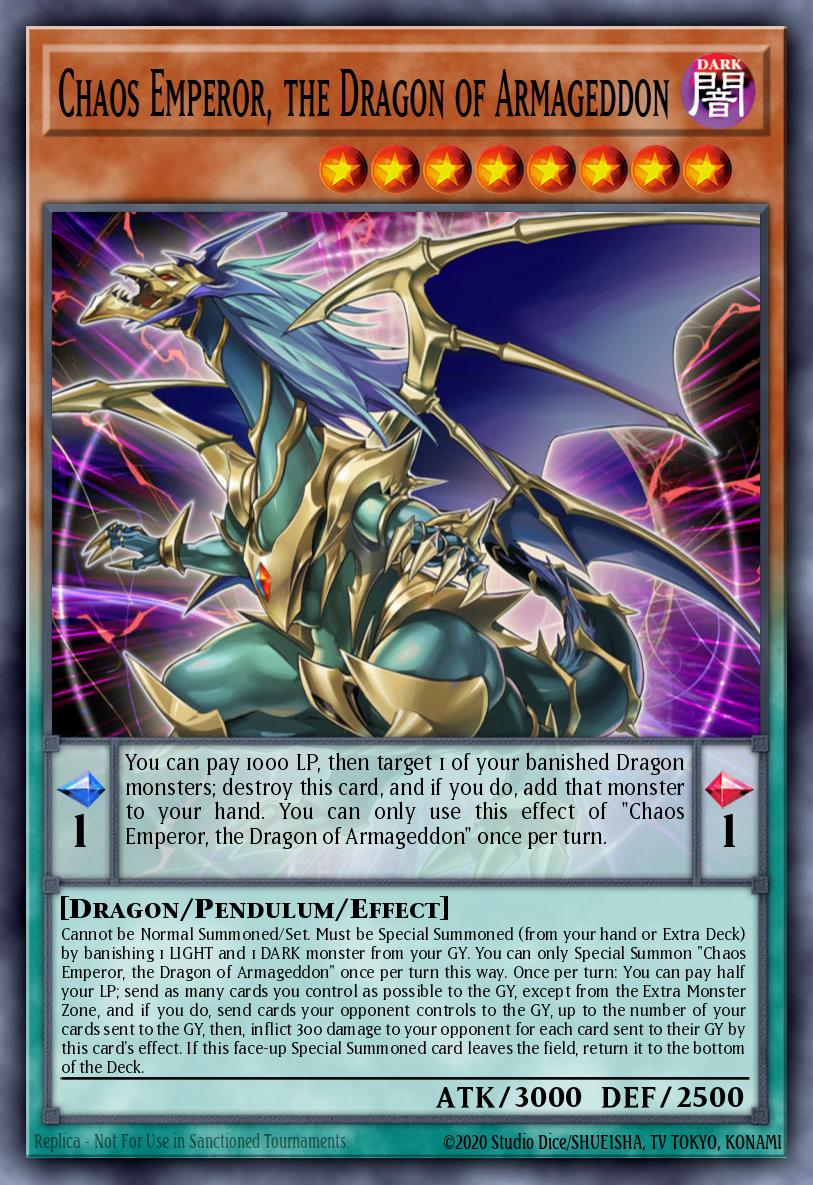 Chaos Emperor, the Dragon of Armageddon
DARK
闇
You can pay 1000 LP, then target 1 of your banished Dragon
monsters; destroy this card, and if you do, add that monster
to your hand. You can only use this effect of "Chaos
Emperor, the Dragon of Armageddon" once per turn.
1
1
[Dragon/Pendulum/Effect]
Cannot be Normal Summoned/Set. Must be Special Summoned (from your hand or Extra Deck)
by banishing 1 LIGHT and 1 DARK monster from your GY. You can only Special Summon "Chaos
Emperor, the Dragon of Armageddon" once per turn this way. Once per turn: You can pay half
your LP; send as many cards you control as possible to the GY, except from the Extra Monster
Zone, and if you do, send cards your opponent controls to the GY, up to the number of your
cards sent to the GY, then, inflict 300 damage to your opponent for each card sent to their GY by
this card's effect. If this face-up Special Summoned card leaves the field, return it to the bottom
of the Deck.
ATK/3000 DEF/2500
Replica - Not For Use in Sanctioned Tournaments.
©2020 Studio Dice/SHUEISHA, TV TOKYO, KONAMI